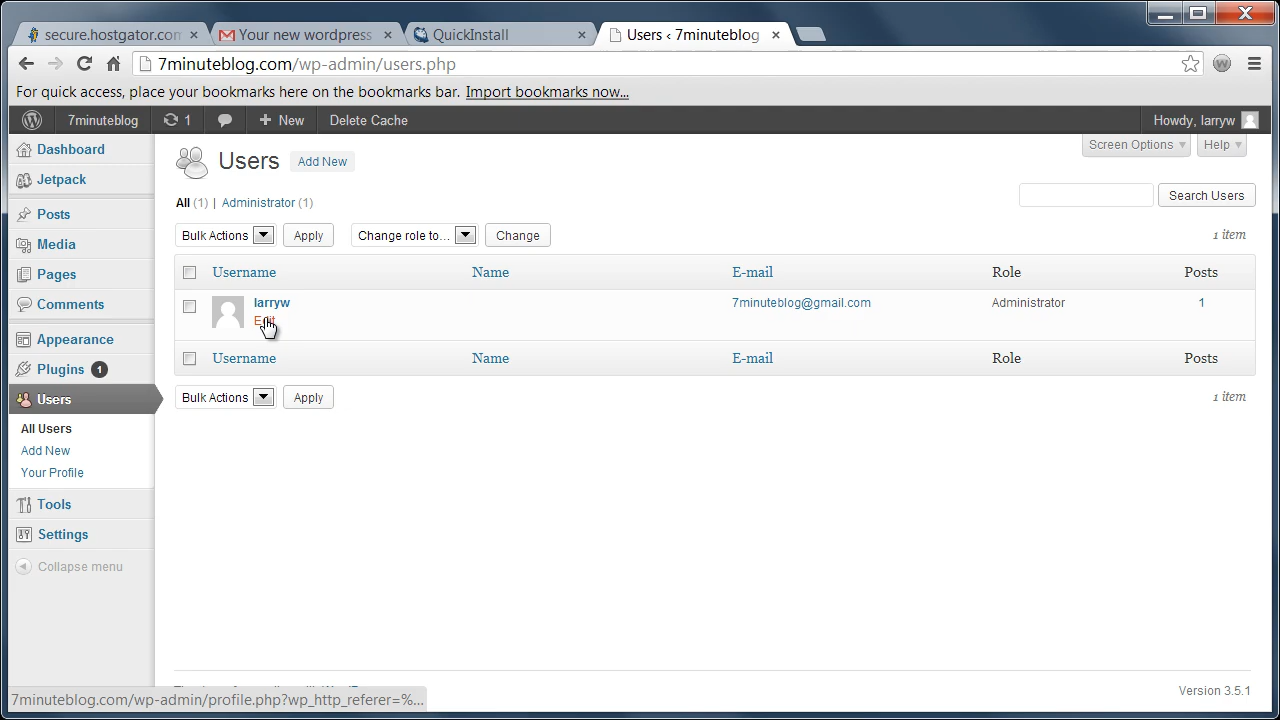 secure.hostgator.con
Your new wordpress
QuickInstall
Users ‹ 7minuteblog
7minuteblog.com/wp-admin/users.php
For quick access, place your bookmarks here on the bookmarks bar. Import bookmarks now...
7minuteblog
1
New
Delete Cache
Howdy, larryw
Dashboard
Jetpack
Posts
Media
Pages
Comments
Appearance
Plugins 1
Users
All Users
Add New
Your Profile
Tools
Settings
Collapse menu
Users
Add New
Screen Options
Help
All (1) | Administrator (1)
Search Users
Bulk Actions
Apply
Change role to...
Change
1 item
Username Name E-mail Role Posts
larryw 7minuteblog@gmail.com Administrator 1
Username Name E-mail Role Posts
Bulk Actions
Apply
1 item
Version 3.5.1
7minuteblog.com/wp-admin/profile.php?wp_http_referer=%...